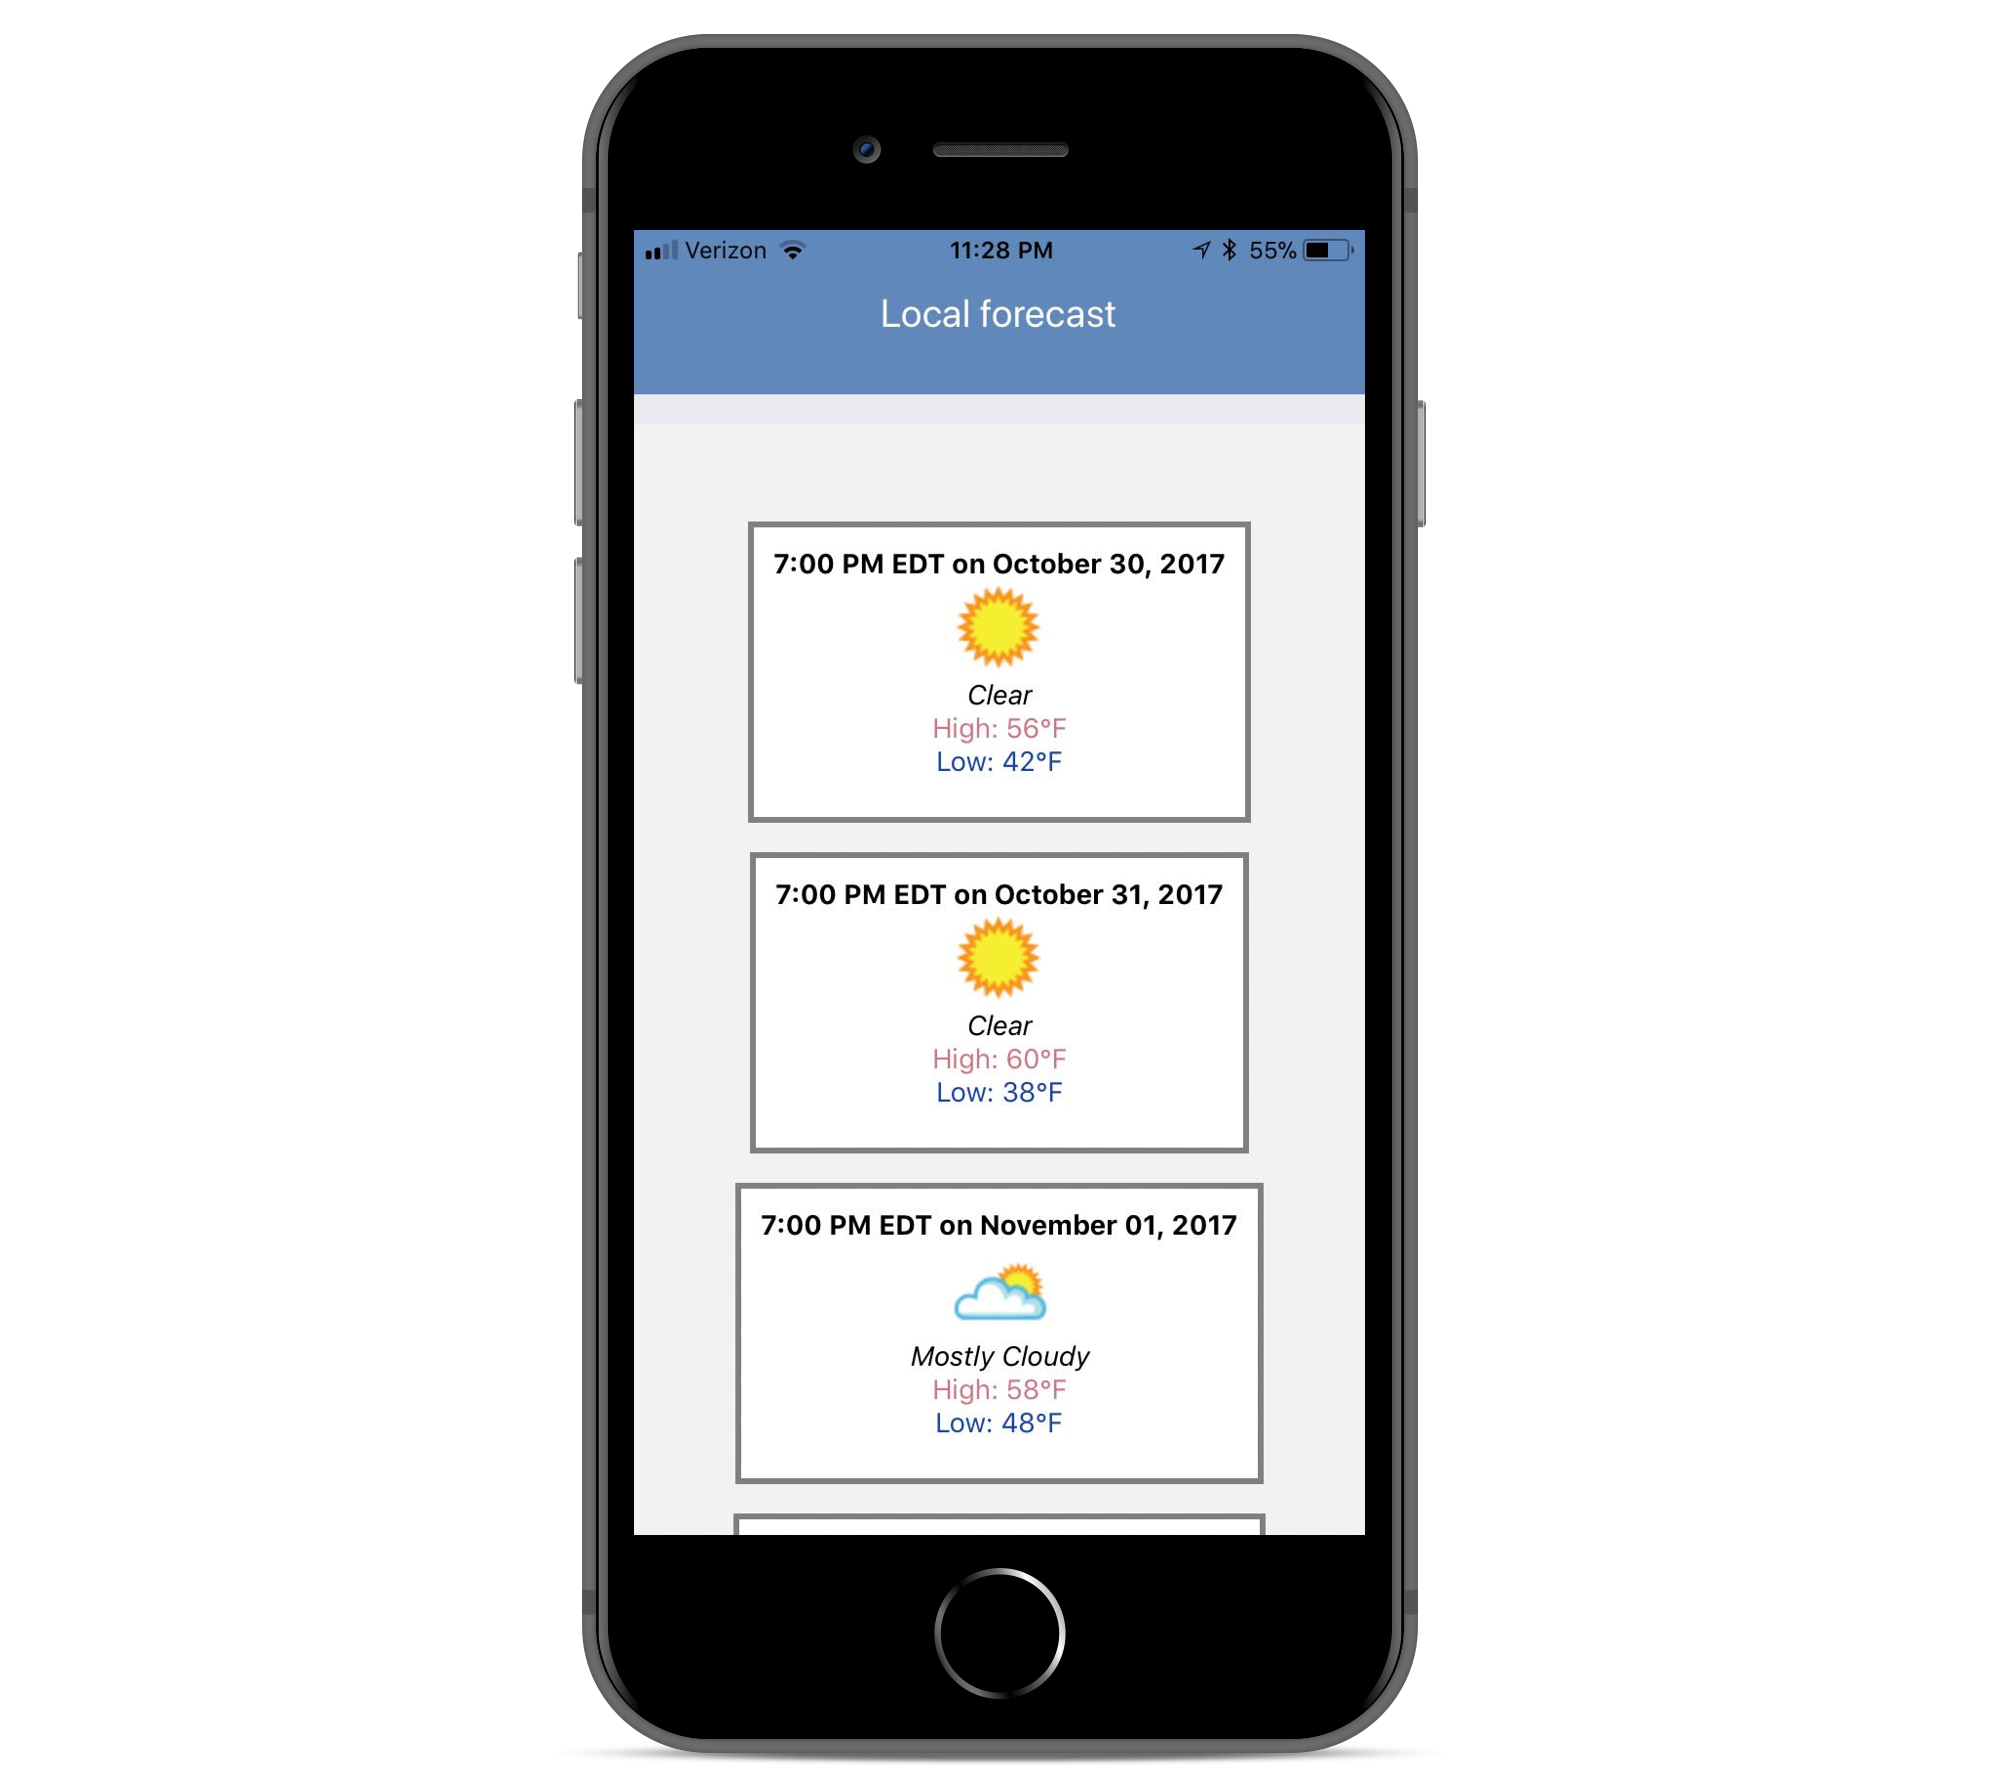 Verizon 11:28 PM 55%
Local forecast
7:00 PM EDT on October 30, 2017
Clear
High: 56°F
Low: 42°F
7:00 PM EDT on October 31, 2017
Clear
High: 60°F
Low: 38°F
7:00 PM EDT on November 01, 2017
Mostly Cloudy
High: 58°F
Low: 48°F